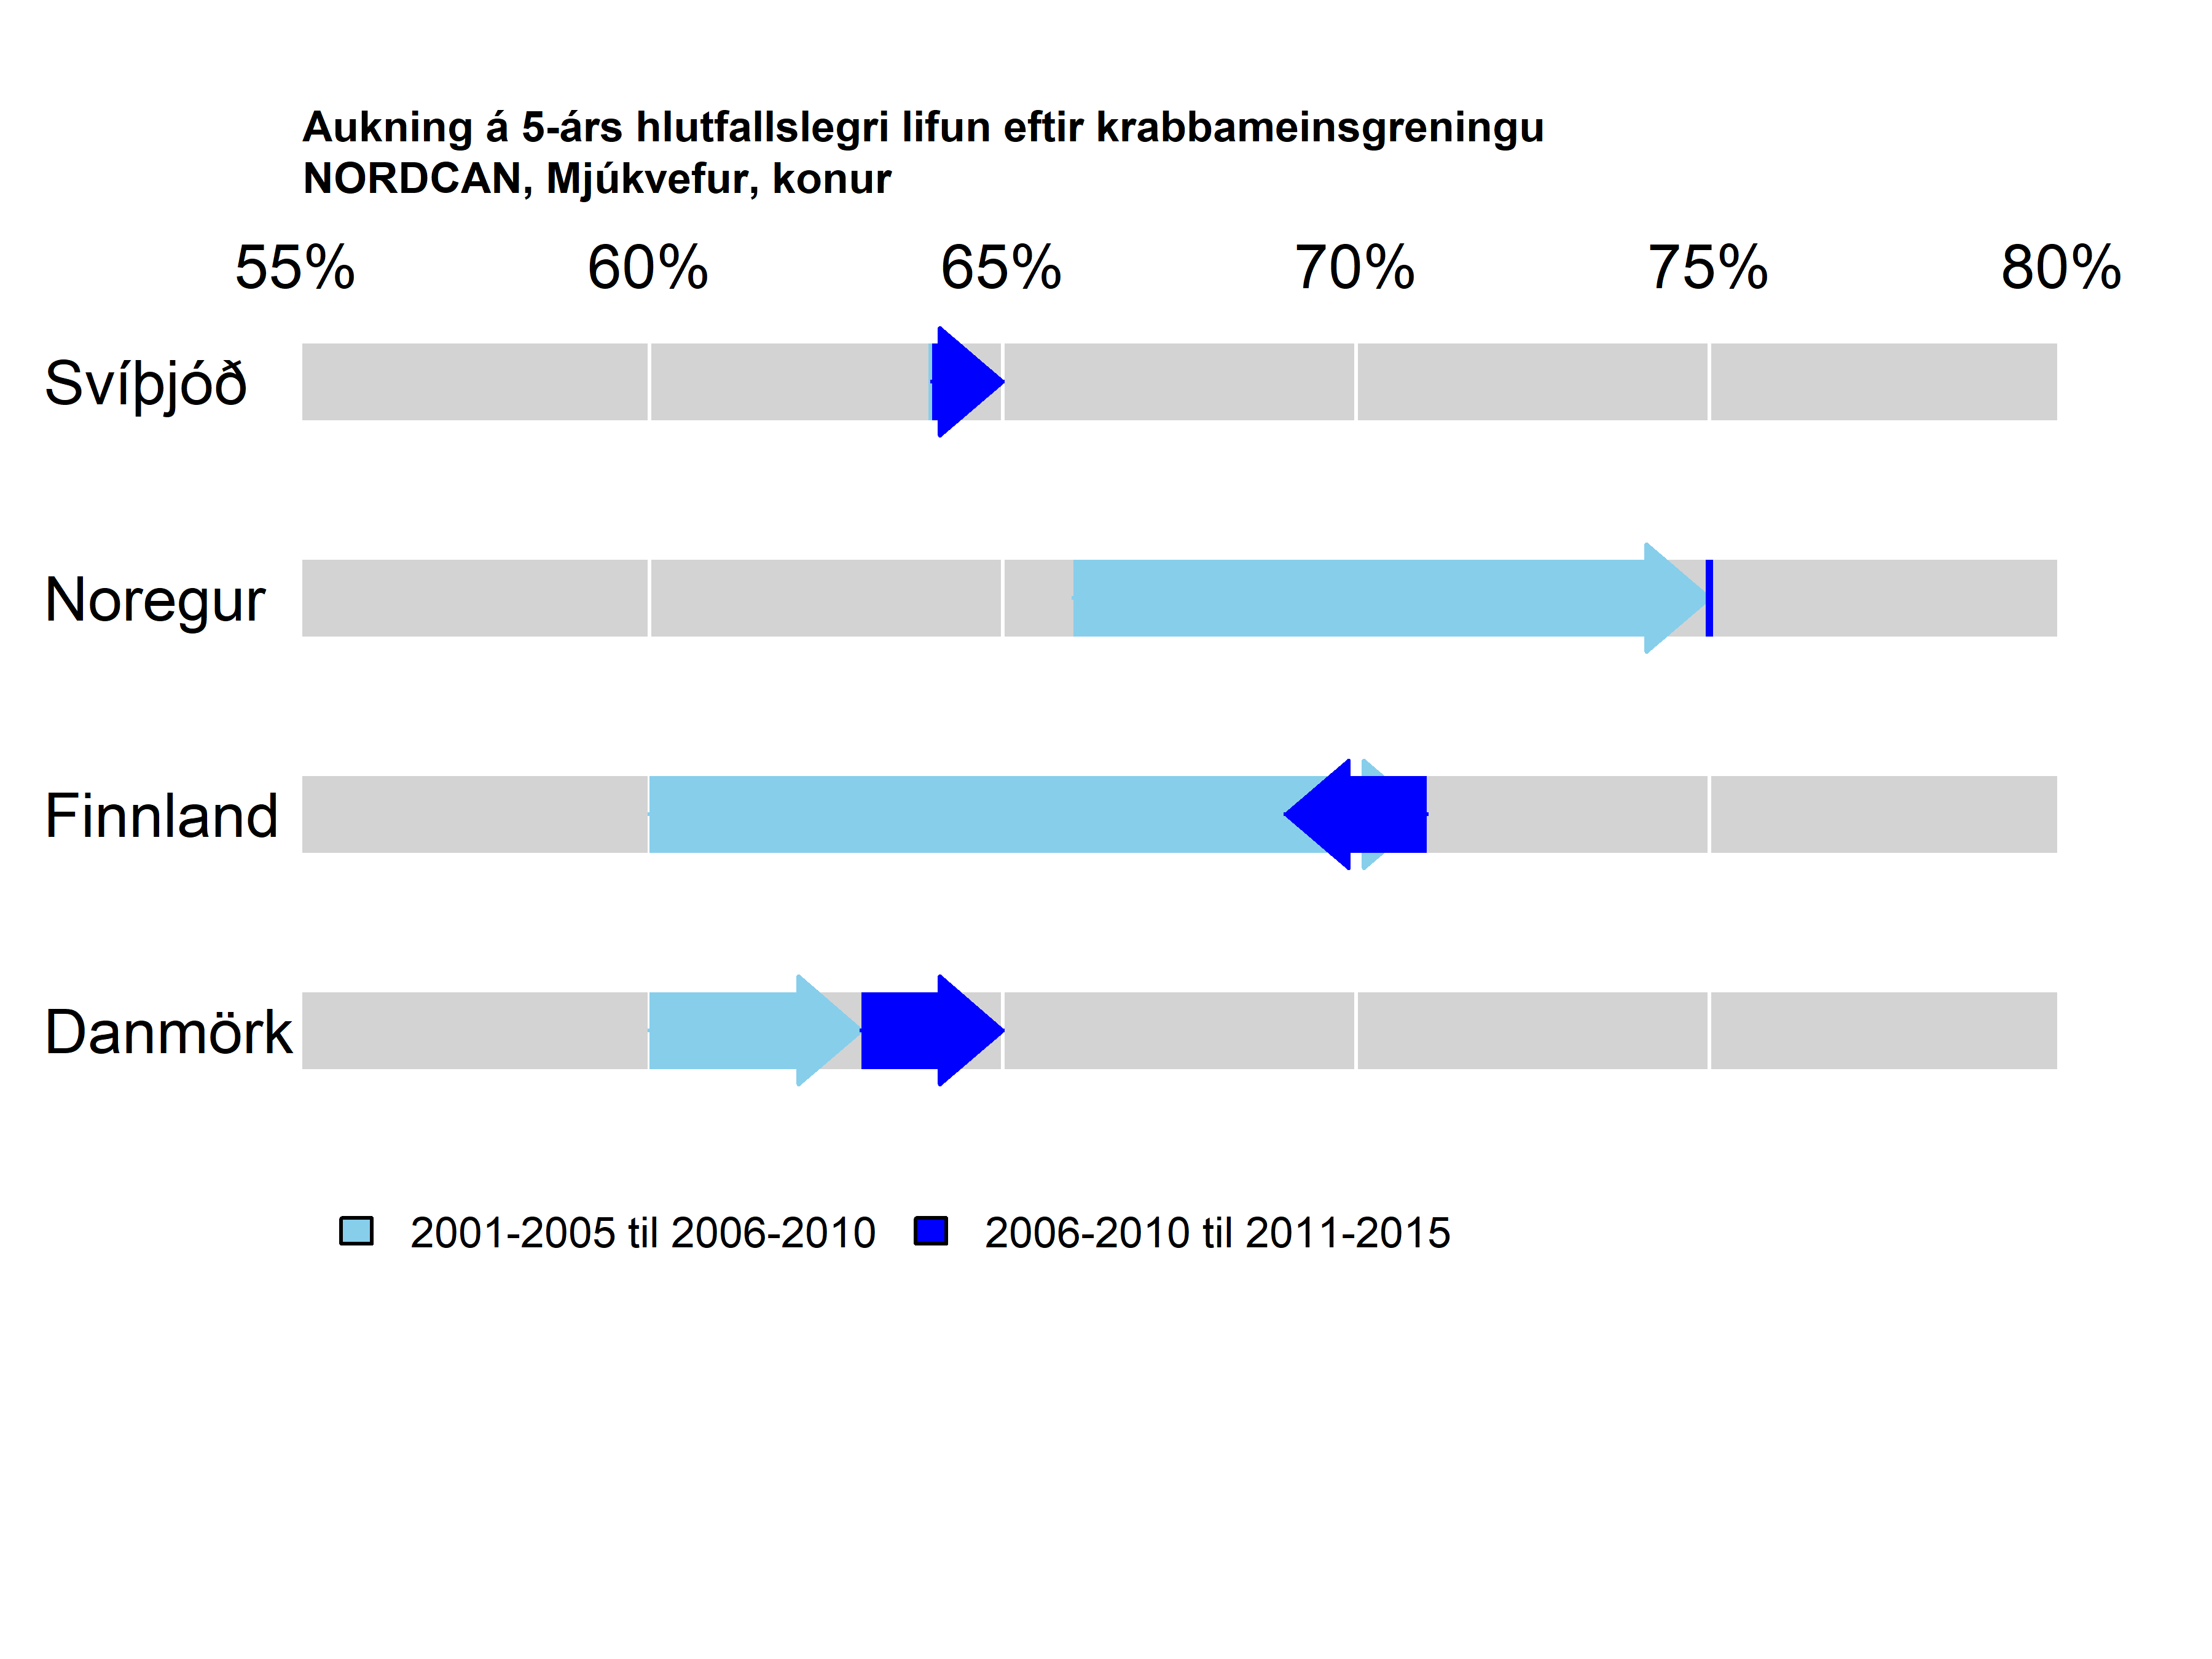 Aukning á 5-árs hlutfallslegri lifun eftir krabbameinsgreningu
NORDCAN, Mjúkvefur, konur
55% 60% 65% 70% 75% 80%
Svíþjóð
Noregur
Finnland
Danmörk
2001-2005 til 2006-2010 2006-2010 til 2011-2015